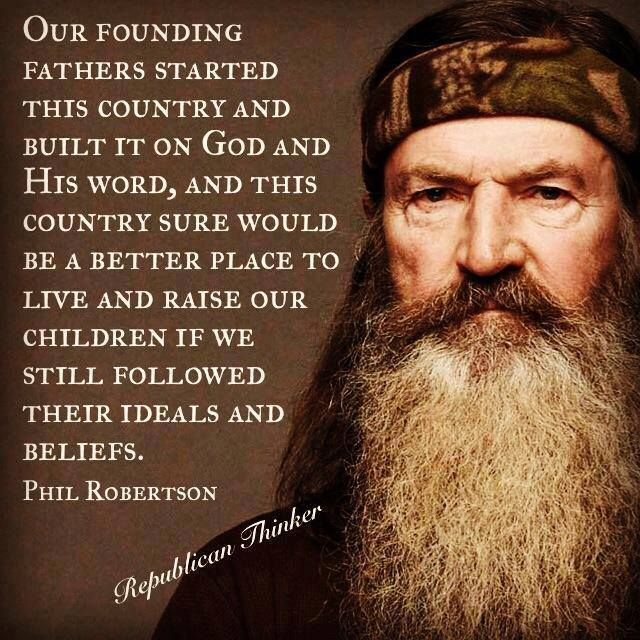 Our founding
fathers started
this country and
built it on God and
His word, and this
country sure would
be a better place to
live and raise our
children if we
still followed
their ideals and
beliefs.
Phil Robertson
Republican Thinker